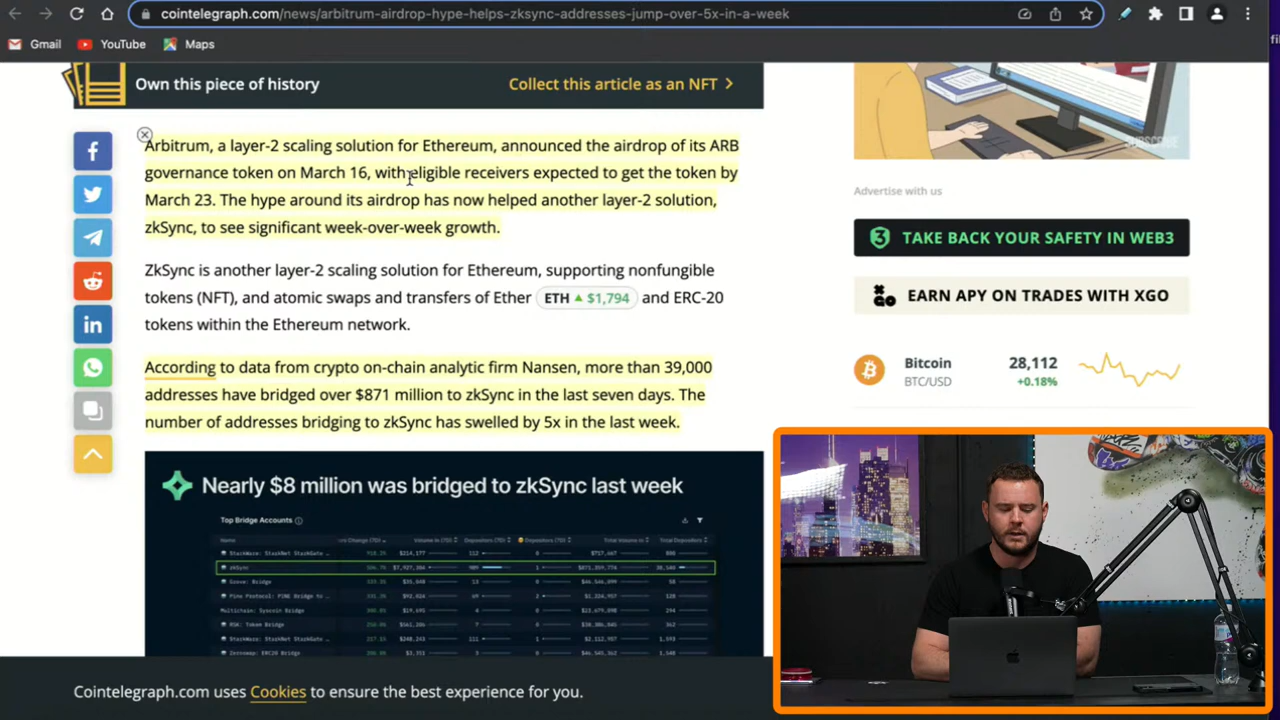 cointelegraph.com/news/arbitrum-airdrop-hype-helps-zksync-addresses-jump-over-5x-in-a-week
Gmail YouTube Maps
Own this piece of history Collect this article as an NFT
Arbitrum, a layer-2 scaling solution for Ethereum, announced the airdrop of its ARB
governance token on March 16, with eligible receivers expected to get the token by
March 23. The hype around its airdrop has now helped another layer-2 solution,
zkSync, to see significant week-over-week growth.
ZkSync is another layer-2 scaling solution for Ethereum, supporting nonfungible
tokens (NFT), and atomic swaps and transfers of Ether ETH ▲ $1,794 and ERC-20
tokens within the Ethereum network.
According to data from crypto on-chain analytic firm Nansen, more than 39,000
addresses have bridged over $871 million to zkSync in the last seven days. The
number of addresses bridging to zkSync has swelled by 5x in the last week.
Nearly $8 million was bridged to zkSync last week
Top Bridge Accounts
Name
zkSync
Cointelegraph.com uses Cookies to ensure the best experience for you.
SUBSCRIBE
Advertise with us
TAKE BACK YOUR SAFETY IN WEB3
XGO EARN APY ON TRADES WITH XGO
Bitcoin 28,112
BTC/USD +0.18%